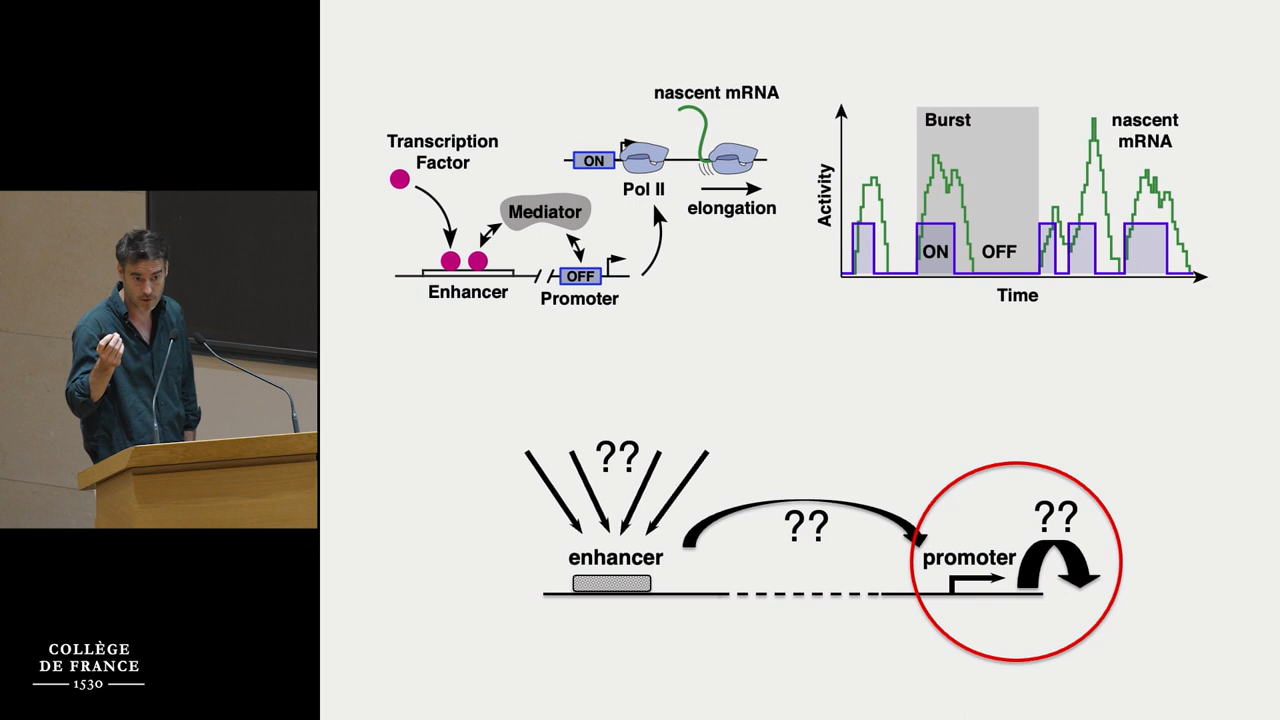 nascent mRNA
Transcription
Factor
ON
Pol II
elongation
Mediator
OFF
Enhancer
Promoter
Activity
Burst
nascent
mRNA
ON
OFF
Time
??
??
??
enhancer
promoter
COLLÈGE
DE FRANCE
1530